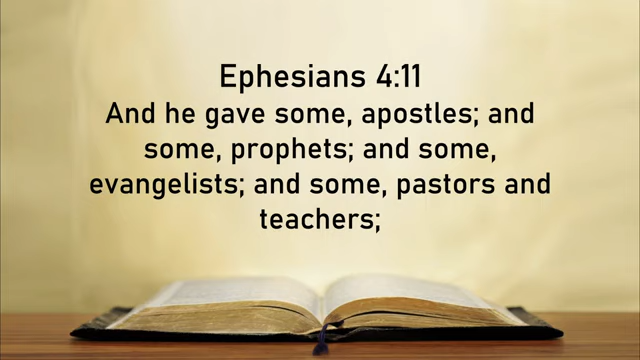 Ephesians 4:11
And he gave some, apostles; and
some, prophets; and some,
evangelists; and some, pastors and
teachers;